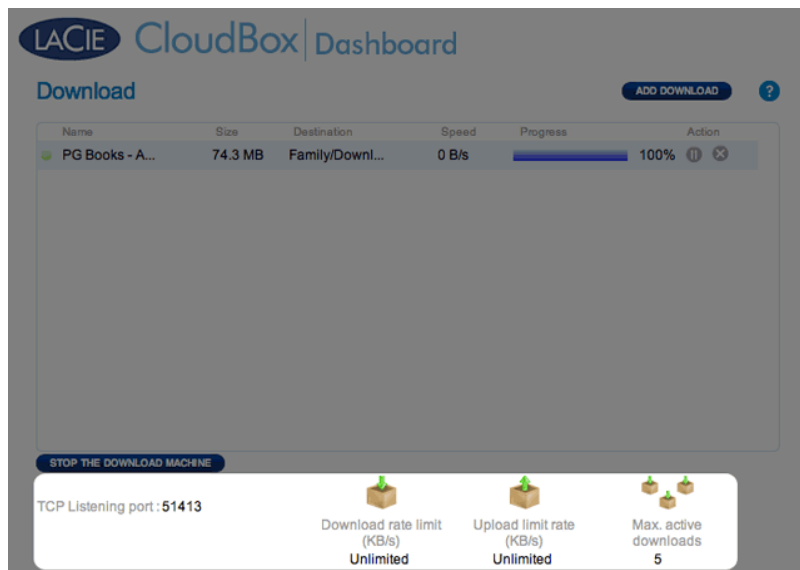 LACIE CloudBox Dashboard
Download
ADD DOWNLOAD ?
Name Size Destination Speed Progress Action
PG Books - A... 74.3 MB Family/Downl... 0 B/s 100%
STOP THE DOWNLOAD MACHINE
TCP Listening port : 51413
Download rate limit
(KB/s)
Unlimited
Upload limit rate
(KB/s)
Unlimited
Max. active
downloads
5